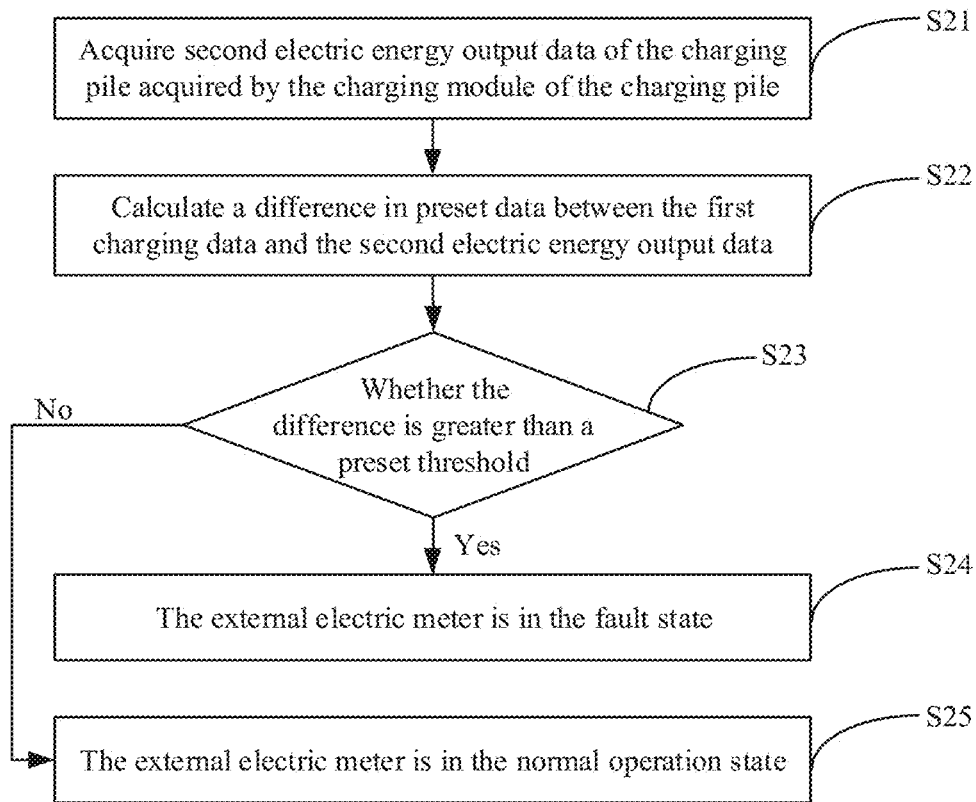 S21
Acquire second electric energy output data of the charging
pile acquired by the charging module of the charging pile
S22
Calculate a difference in preset data between the first
charging data and the second electric energy output data
S23
Whether the
difference is greater than a
preset threshold
No
Yes
S24
The external electric meter is in the fault state
S25
The external electric meter is in the normal operation state